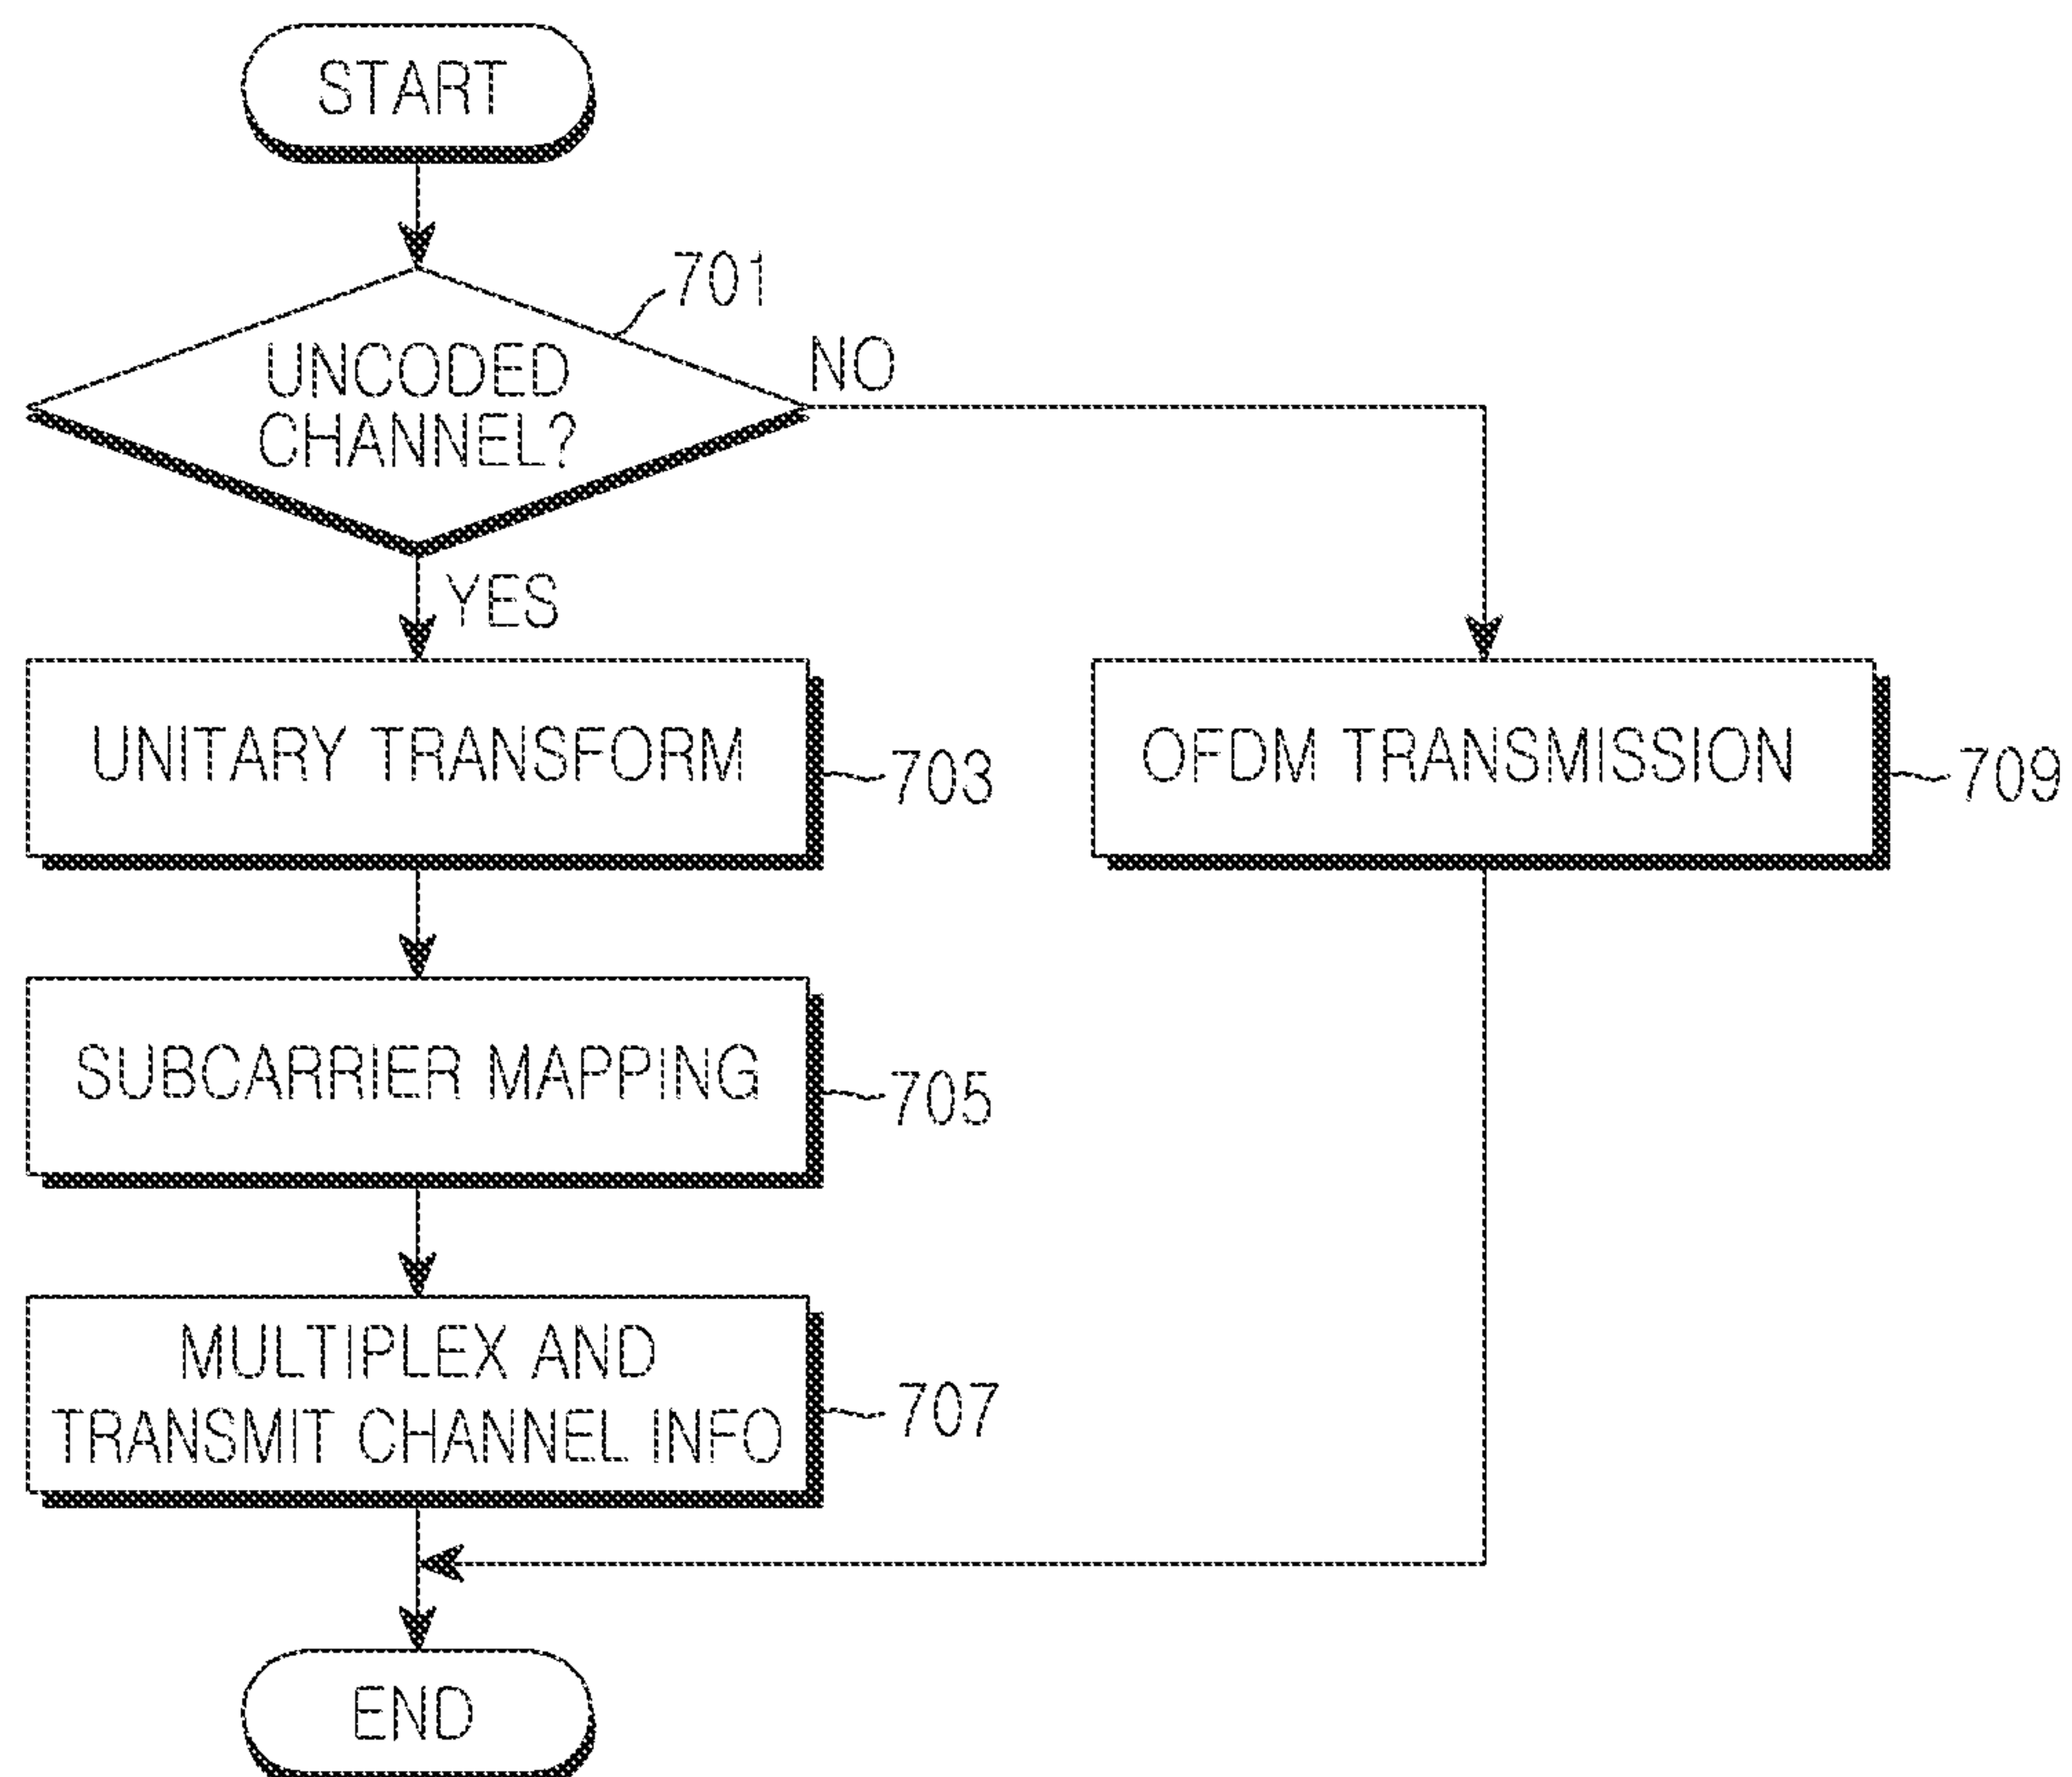 START
701
UNCODED
CHANNEL?
NO
YES
UNITARY TRANSFORM
703
OFDM TRANSMISSION
709
SUBCARRIER MAPPING
705
MULTIPLEX AND
TRANSMIT CHANNEL INFO
707
END